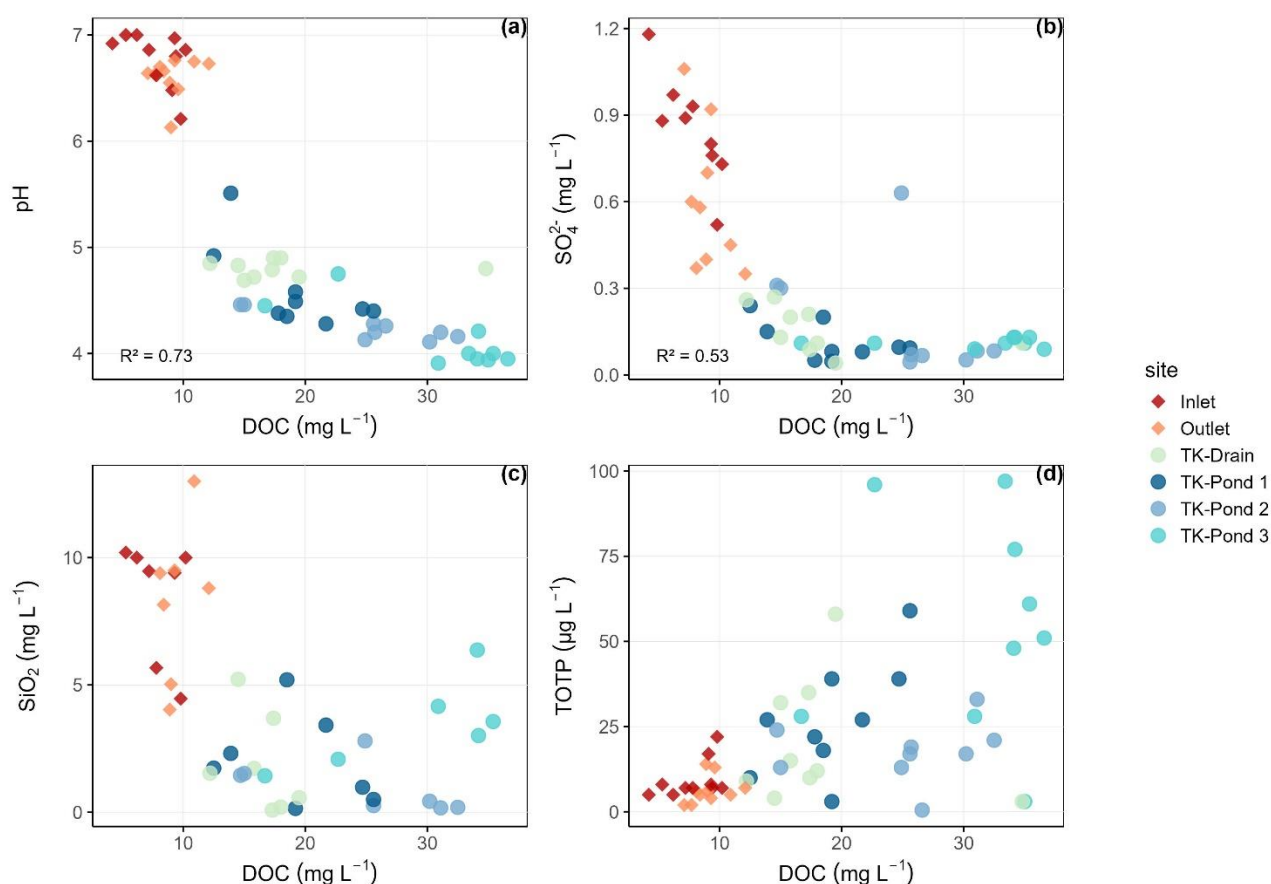 (a)
7
6
5
4
pH
R² = 0.73
10 20 30
DOC (mg L⁻¹)
(b)
1.2
0.9
0.6
0.3
0.0
SO₄²⁻ (mg L⁻¹)
R² = 0.53
10 20 30
DOC (mg L⁻¹)
(c)
10
5
0
SiO₂ (mg L⁻¹)
10 20 30
DOC (mg L⁻¹)
(d)
100
75
50
25
0
TOTP (µg L⁻¹)
10 20 30
DOC (mg L⁻¹)
site
Inlet
Outlet
TK-Drain
TK-Pond 1
TK-Pond 2
TK-Pond 3